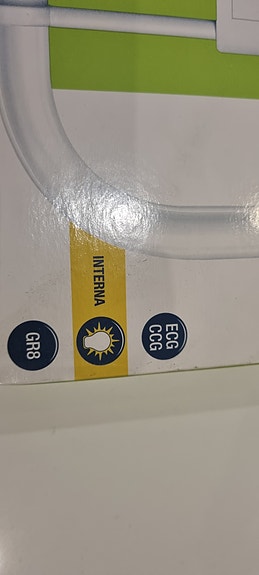 ECG
CCG
INTERNA
GR8